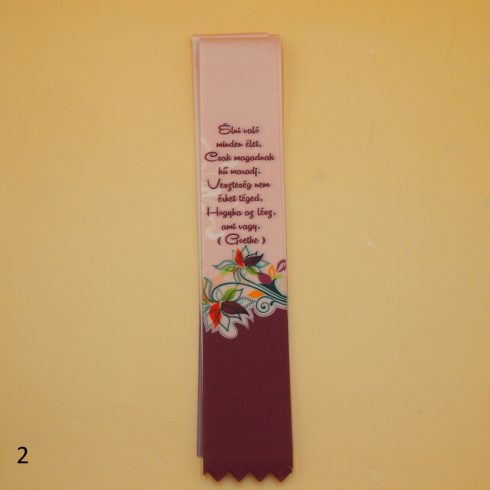 Élni való
minden élet,
Csak magadnak
hű maradj.
Veszteség nem
érhet téged,
Hogyha az lész,
ami vagy.
( Goethe )
2